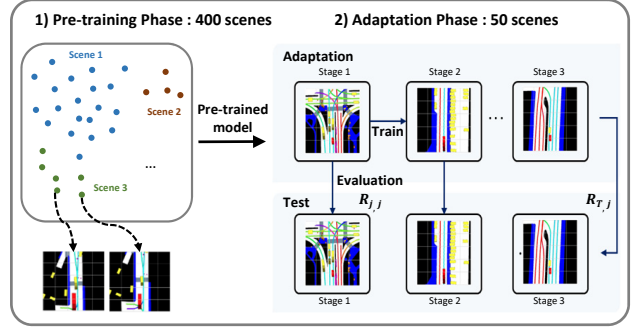 1) Pre-training Phase : 400 scenes
2) Adaptation Phase : 50 scenes
Scene 1
Scene 2
Scene 3
...
Pre-trained
model
Adaptation
Stage 1
Stage 2
Stage 3
Train
...
Evaluation
R_{j,j}
R_{T,j}
Test
Stage 1
Stage 2
Stage 3